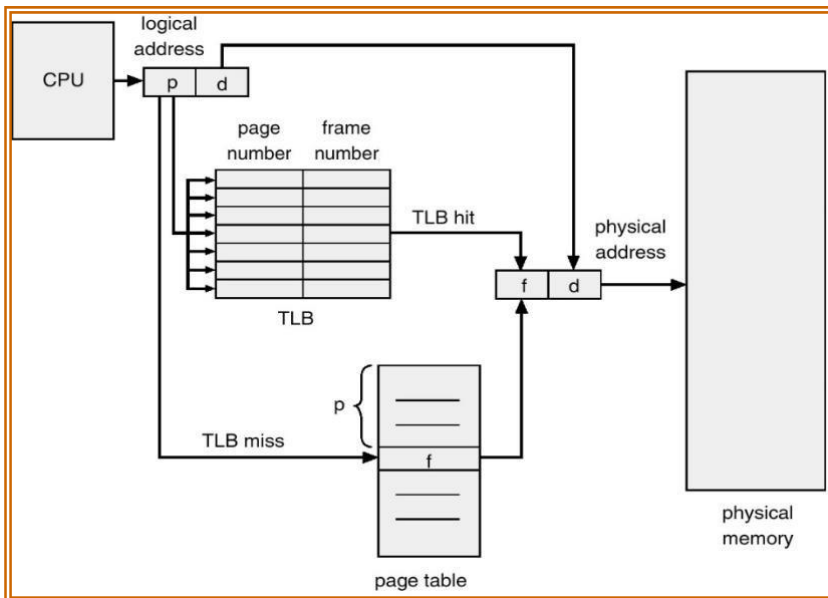 logical
address
CPU
p d
page
number
frame
number
TLB hit
physical
address
f d
TLB
p
TLB miss
f
physical
memory
page table